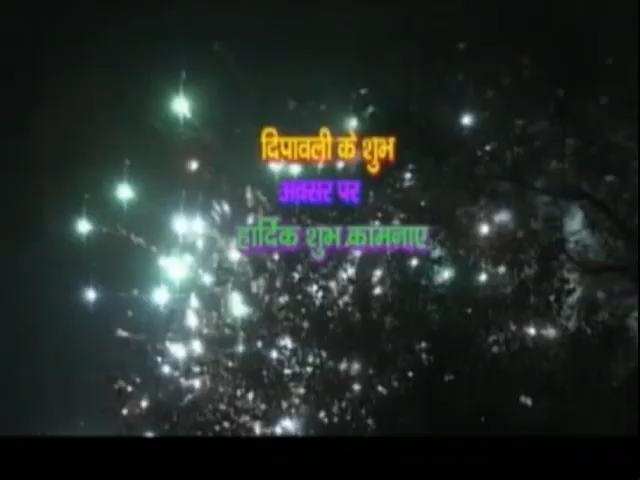 दिपावली के शुभ
अवसर पर
हार्दिक शुभ कामनाए